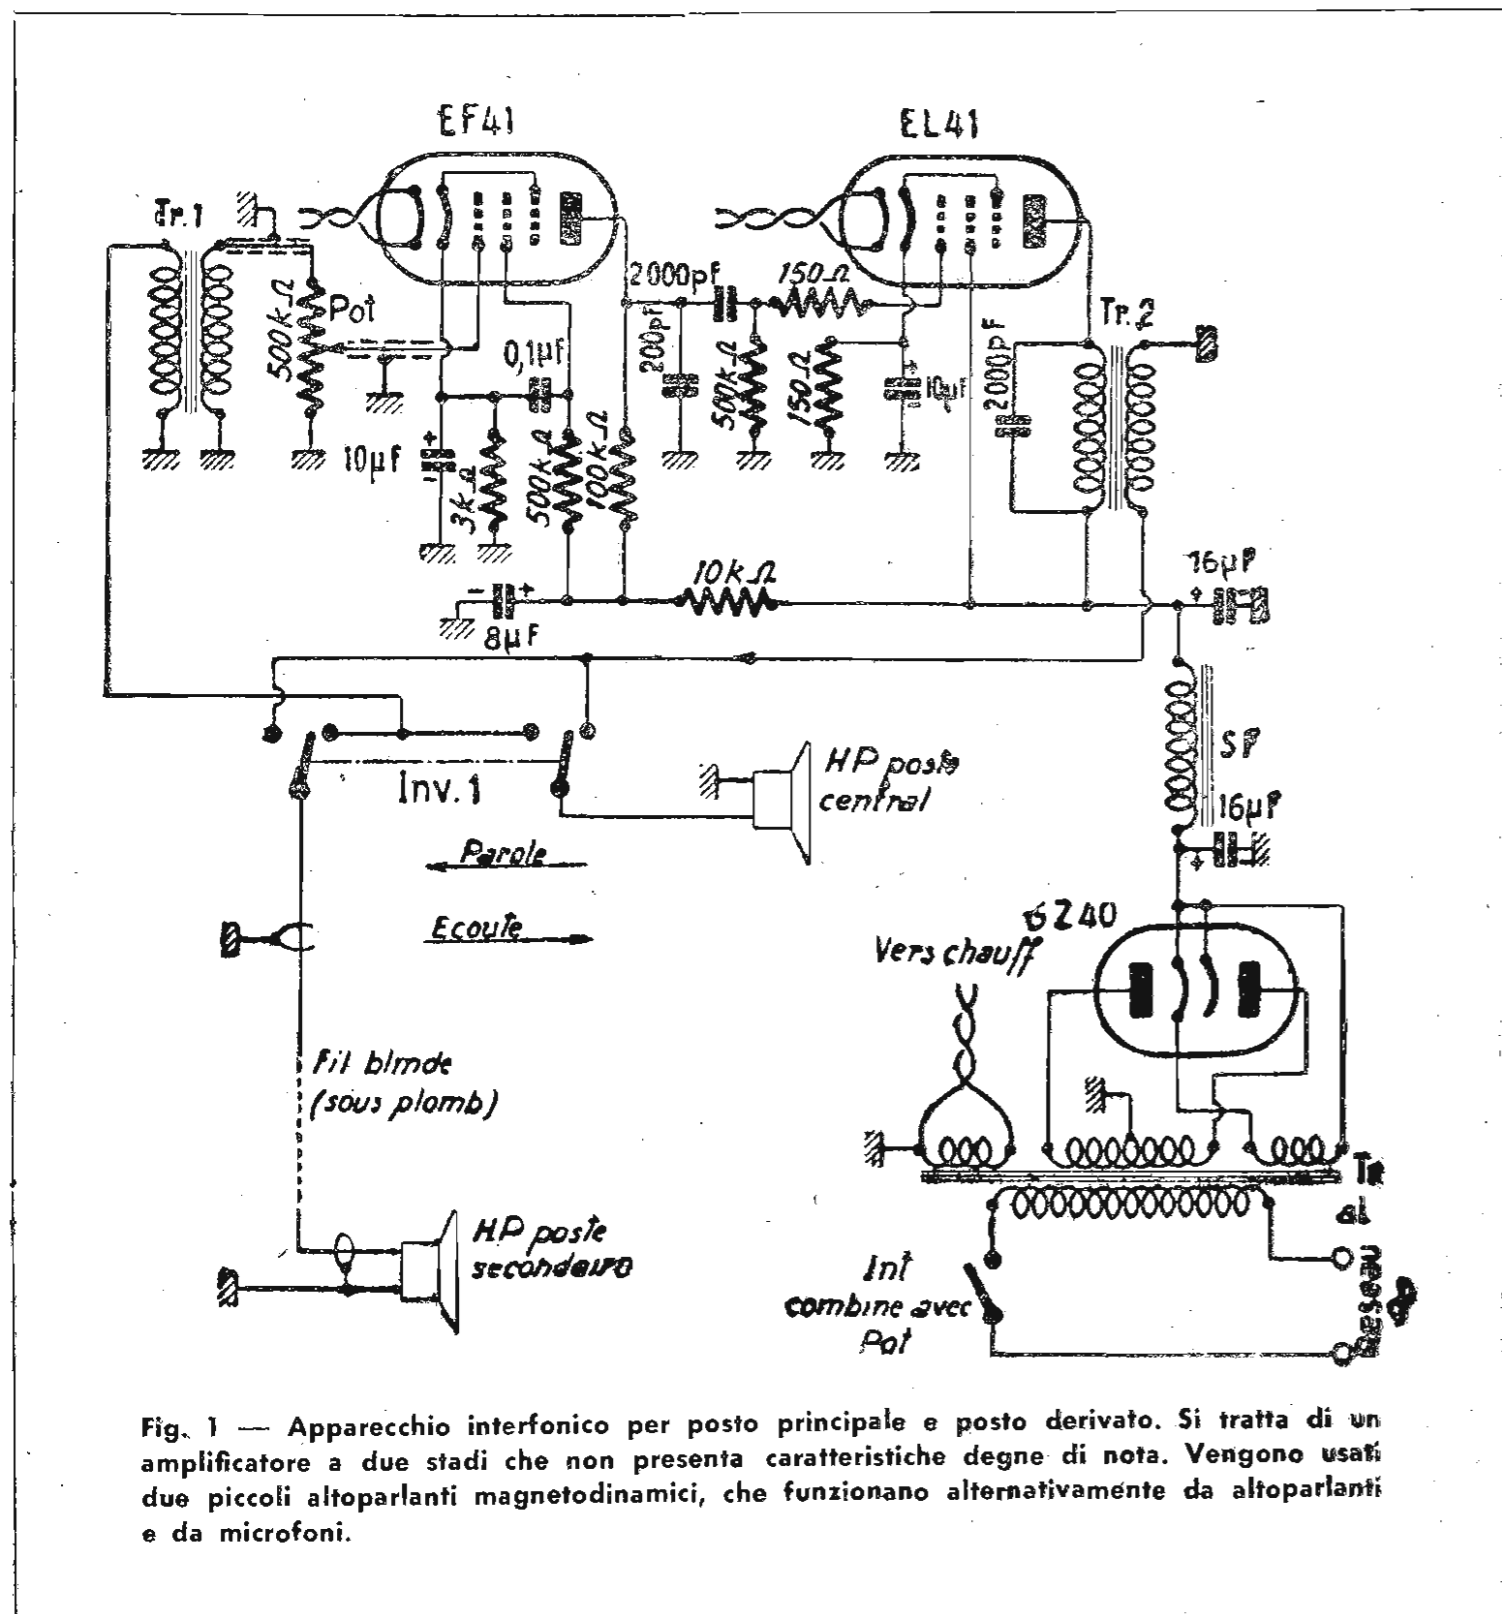 EF41
EL41
Tr.1
500kΩ
Pot
10µF
3kΩ
0,1µF
500kΩ
100kΩ
2000pF
200pF
150Ω
500kΩ
150Ω
10µF
2000pF
Tr.2
10kΩ
8µF
16µF
SF
16µF
Inv.1
HP poste
central
Parole
Ecoute
6Z40
Vers chauff
Fil blinde
(sous plomb)
HP poste
Int
combine avec
Pot
Fig. 1 — Apparecchio interfonico per posto principale e posto derivato. Si tratta di un
amplificatore a due stadi che non presenta caratteristiche degne di nota. Vengono usati
due piccoli altoparlanti magnetodinamici, che funzionano alternativamente da altoparlanti
e da microfoni.